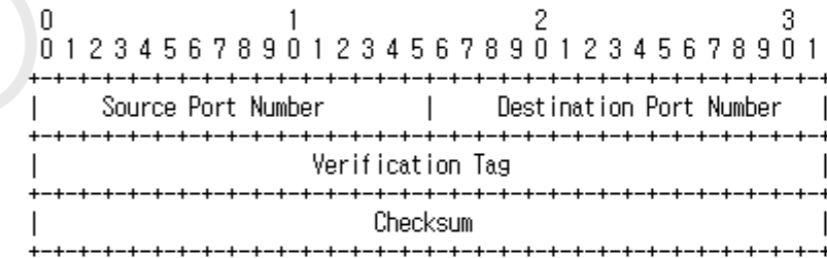 0                   1                   2                   3
0 1 2 3 4 5 6 7 8 9 0 1 2 3 4 5 6 7 8 9 0 1 2 3 4 5 6 7 8 9 0 1
+-+-+-+-+-+-+-+-+-+-+-+-+-+-+-+-+-+-+-+-+-+-+-+-+-+-+-+-+-+-+-+-
|     Source Port Number        |     Destination Port Number   |
+-+-+-+-+-+-+-+-+-+-+-+-+-+-+-+-+-+-+-+-+-+-+-+-+-+-+-+-+-+-+-+-
|                      Verification Tag                         |
+-+-+-+-+-+-+-+-+-+-+-+-+-+-+-+-+-+-+-+-+-+-+-+-+-+-+-+-+-+-+-+-
|                           Checksum                            |
+-+-+-+-+-+-+-+-+-+-+-+-+-+-+-+-+-+-+-+-+-+-+-+-+-+-+-+-+-+-+-+-